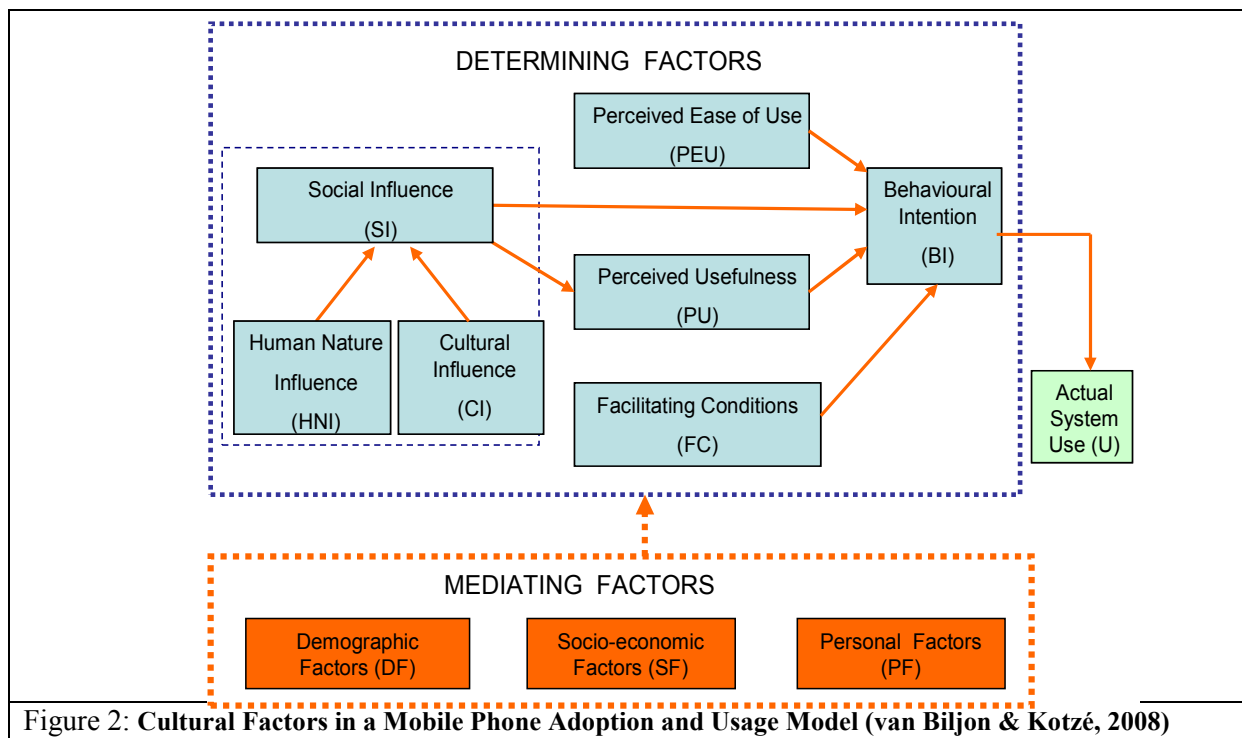 DETERMINING FACTORS
Perceived Ease of Use
(PEU)
Social Influence
(SI)
Behavioural
Intention
(BI)
Perceived Usefulness
(PU)
Human Nature
Influence
(HNI)
Cultural
Influence
(CI)
Facilitating Conditions
(FC)
Actual
System
Use (U)
MEDIATING FACTORS
Demographic
Factors (DF)
Socio-economic
Factors (SF)
Personal Factors
(PF)
Figure 2: Cultural Factors in a Mobile Phone Adoption and Usage Model (van Biljon & Kotzé, 2008)